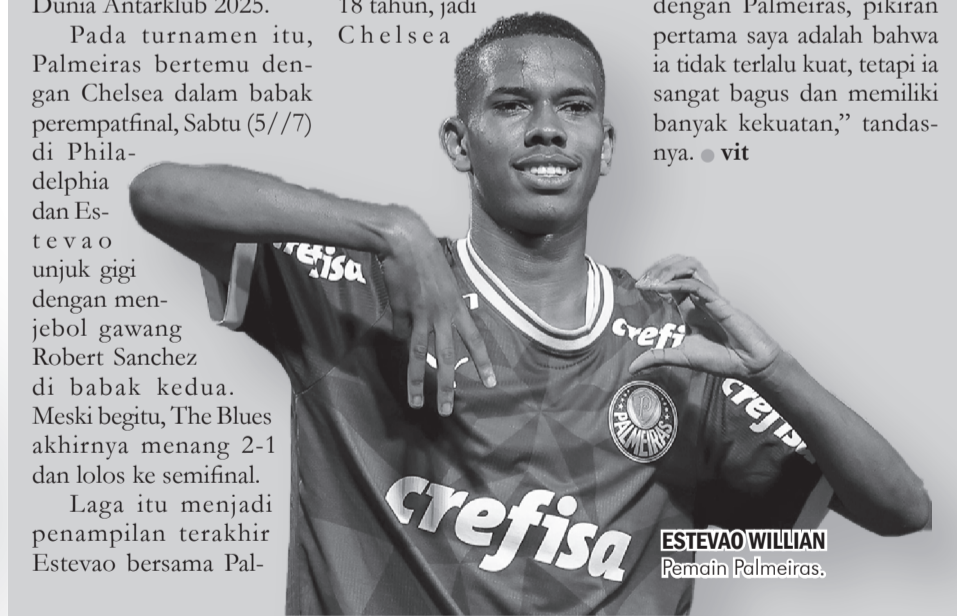 Dunia Antarklub 2025.
Pada turnamen itu,
Palmeiras bertemu den-
gan Chelsea dalam babak
perempatfinal, Sabtu (5//7)
di Phila-
delphia
dan Es-
tevao
unjuk gigi
dengan men-
jebol gawang
Robert Sanchez
di babak kedua.
Meski begitu, The Blues
akhirnya menang 2-1
dan lolos ke semifinal.
Laga itu menjadi
penampilan terakhir
Estevao bersama Pal-
18 tahun, jadi
Chelsea
dengan Palmeiras, pikiran
pertama saya adalah bahwa
ia tidak terlalu kuat, tetapi ia
sangat bagus dan memiliki
banyak kekuatan,” tandas-
nya. ● vit
crefisa
crefi
crefisa
PALMEIRAS
crefisa
ESTEVAO WILLIAN
Pemain Palmeiras.